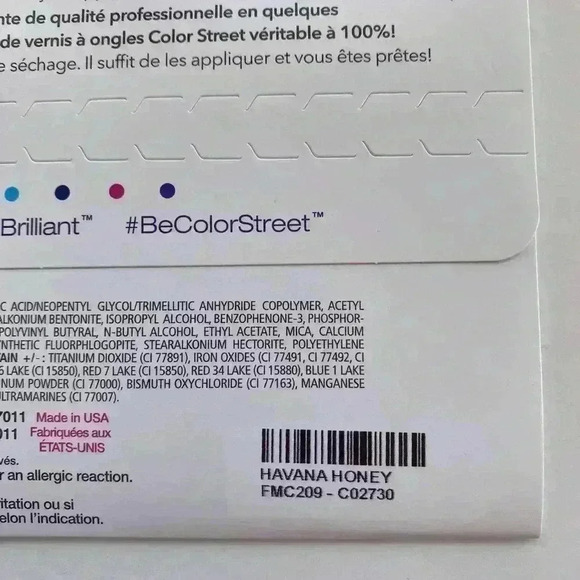 nte de qualité professionnelle en quelques
de vernis à ongles Color Street véritable à 100%!
e séchage. Il suffit de les appliquer et vous êtes prêtes!
Brilliant™ #BeColorStreet™
C ACID/NEOPENTYL GLYCOL/TRIMELLITIC ANHYDRIDE COPOLYMER, ACETYL
ALKONIUM BENTONITE, ISOPROPYL ALCOHOL, BENZOPHENONE-3, PHOSPHOR-
POLYVINYL BUTYRAL, N-BUTYL ALCOHOL, ETHYL ACETATE, MICA, CALCIUM
NTHETIC FLUORPHLOGOPITE, STEARALKONIUM HECTORITE, POLYETHYLENE
AIN +/-: TITANIUM DIOXIDE (CI 77891), IRON OXIDES (CI 77491, CI 77492, CI
6 LAKE (CI 15850), RED 7 LAKE (CI 15850), RED 34 LAKE (CI 15880), BLUE 1 LAKE
NUM POWDER (CI 77000), BISMUTH OXYCHLORIDE (CI 77163), MANGANESE
LTRAMARINES (CI 77007).
7011 Made in USA
011 Fabriquées aux
ÉTATS-UNIS
vés.
r an allergic reaction.
ritation ou si
elon l'indication.
HAVANA HONEY
FMC209 - C02730